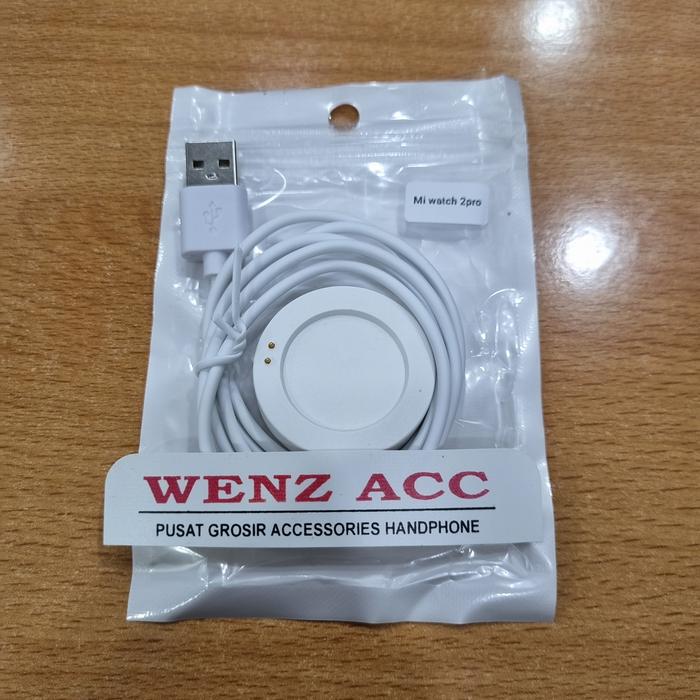 Mi watch 2pro
WENZ ACC
PUSAT GROSIR ACCESSORIES HANDPHONE